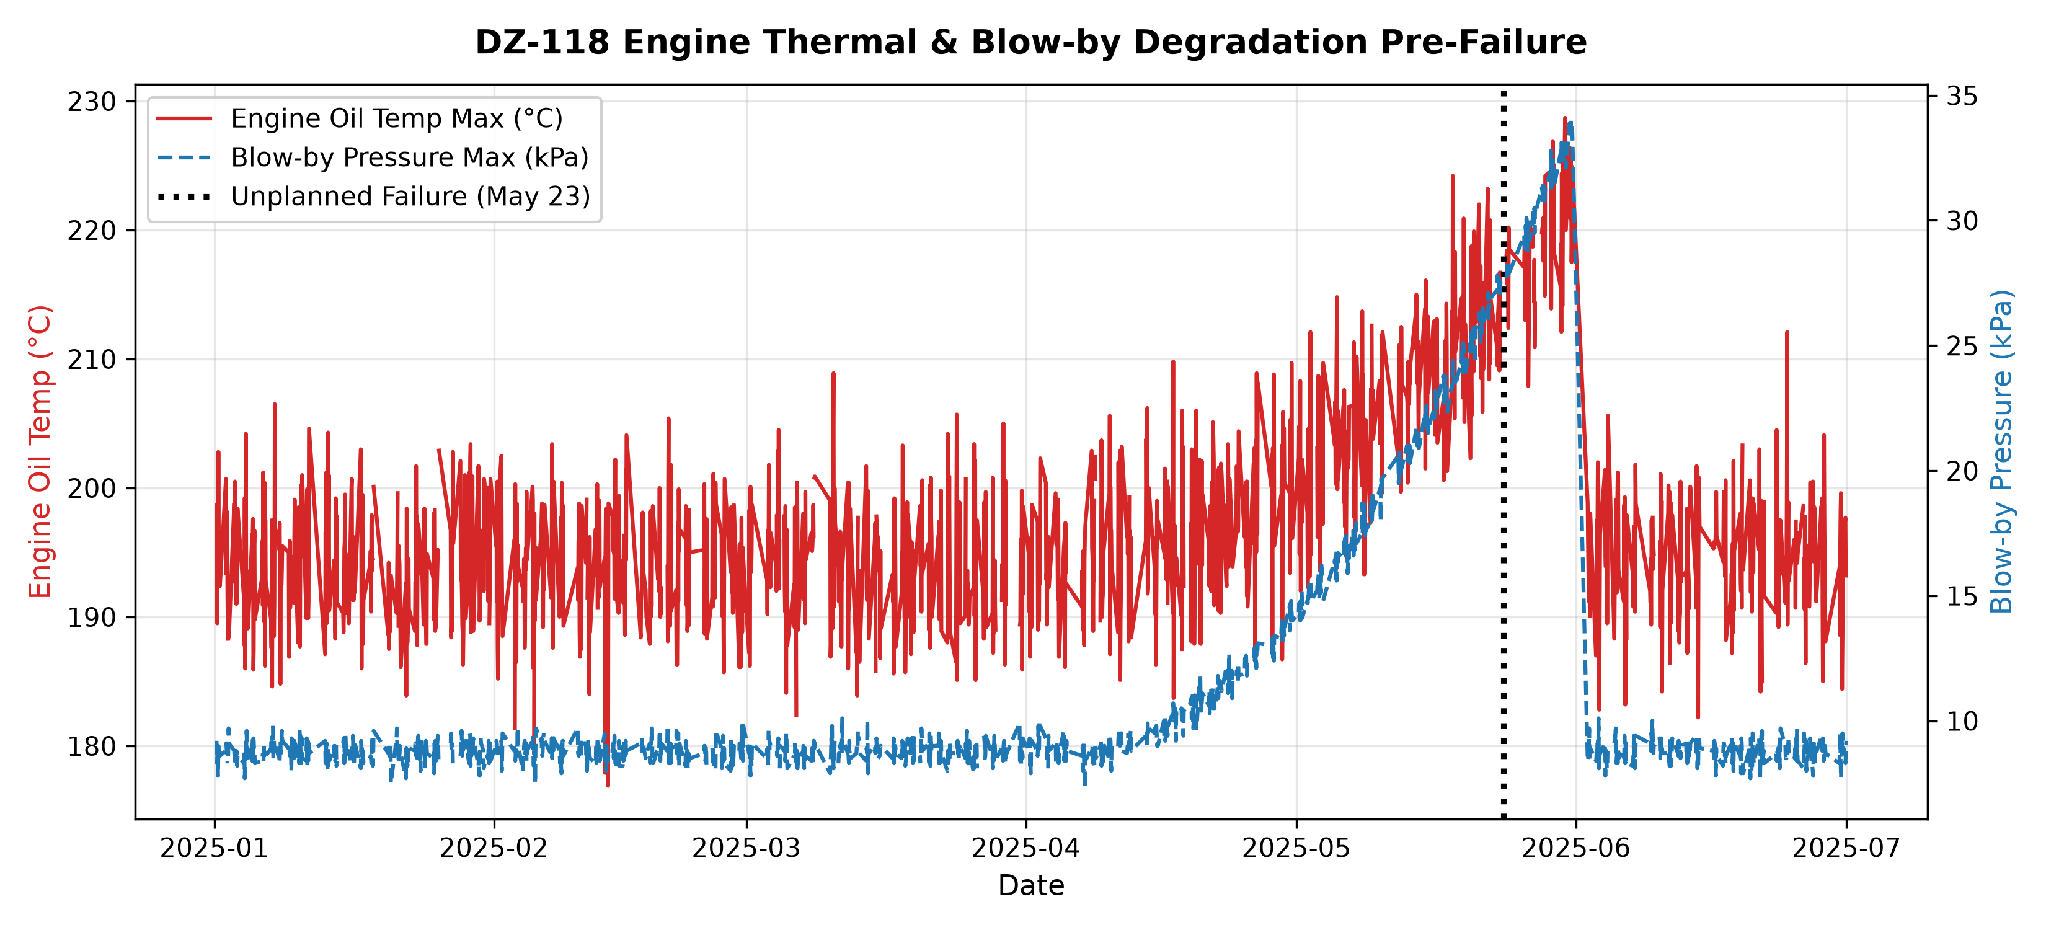 DZ-118 Engine Thermal & Blow-by Degradation Pre-Failure
Engine Oil Temp Max (°C)
Blow-by Pressure Max (kPa)
Unplanned Failure (May 23)
Engine Oil Temp (°C)
230
220
210
200
190
180
35
30
25
20
15
10
Blow-by Pressure (kPa)
2025-01 2025-02 2025-03 2025-04 2025-05 2025-06 2025-07
Date